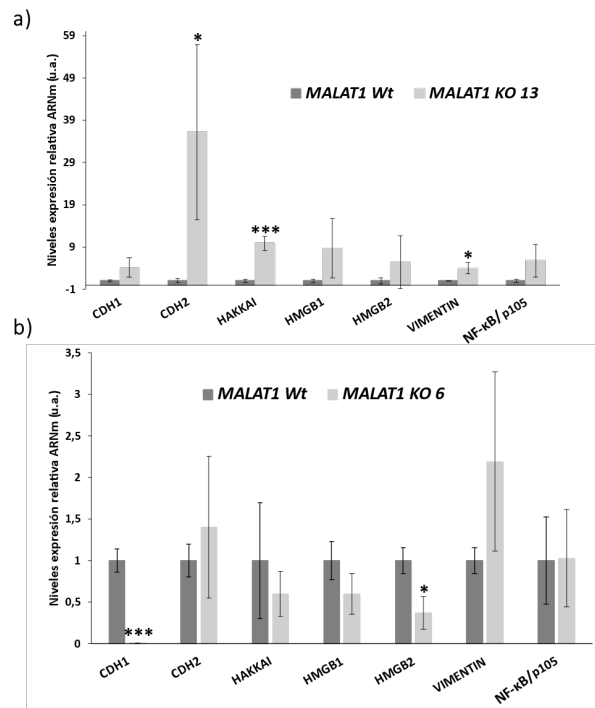 a)
Niveles expresión relativa ARNm (u.a.)
59
49
39
29
19
9
-1
MALAT1 Wt MALAT1 KO 13
*
***
*
CDH1 CDH2 HAKKAI HMGB1 HMGB2 VIMENTIN NF-κB/p105
b)
Niveles expresión relativa ARNm (u.a.)
3,5
3
2,5
2
1,5
1
0,5
0
MALAT1 Wt MALAT1 KO 6
***
*
CDH1 CDH2 HAKKAI HMGB1 HMGB2 VIMENTIN NF-κB/p105